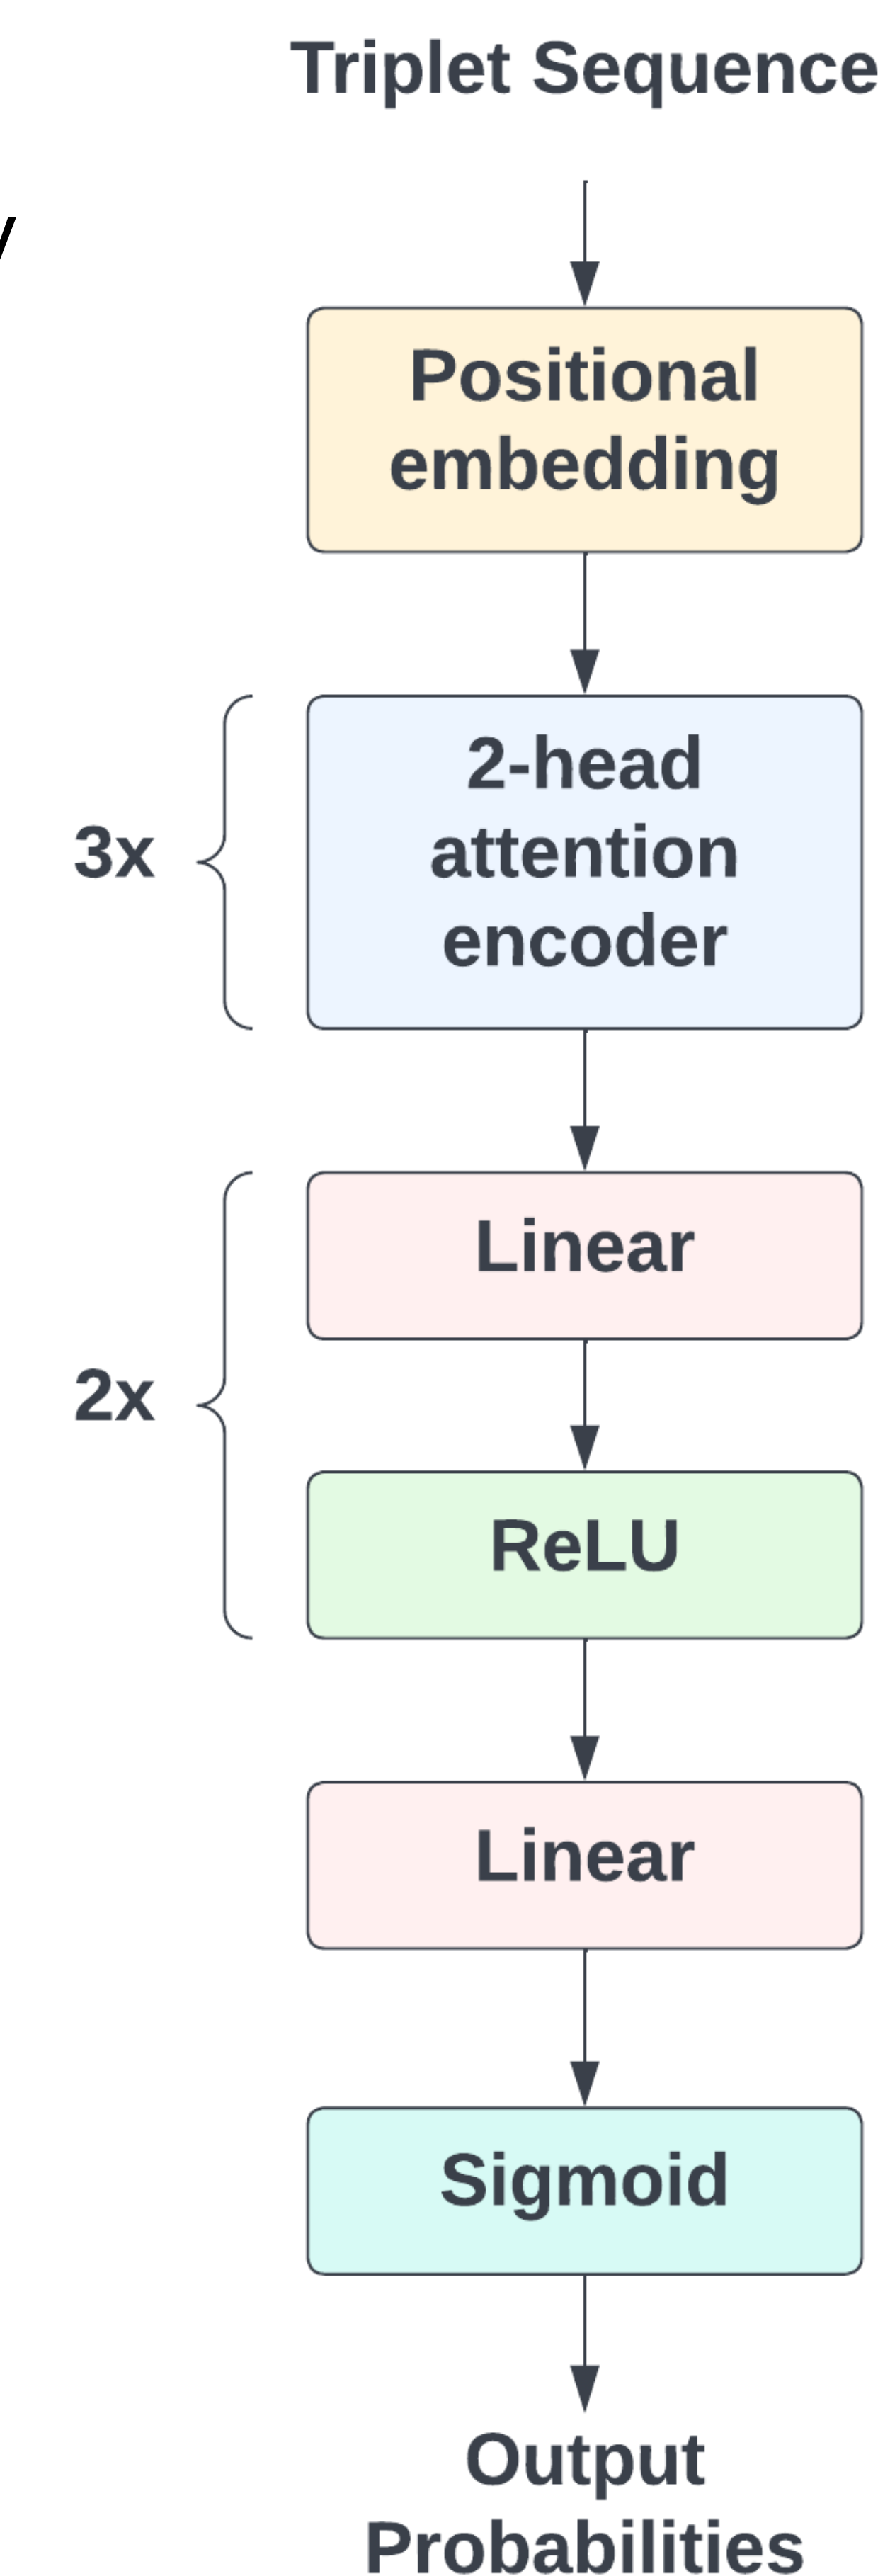 Triplet Sequence
y
Positional
embedding
2-head
attention
encoder
3x
Linear
2x
ReLU
Linear
Sigmoid
Output
Probabilities